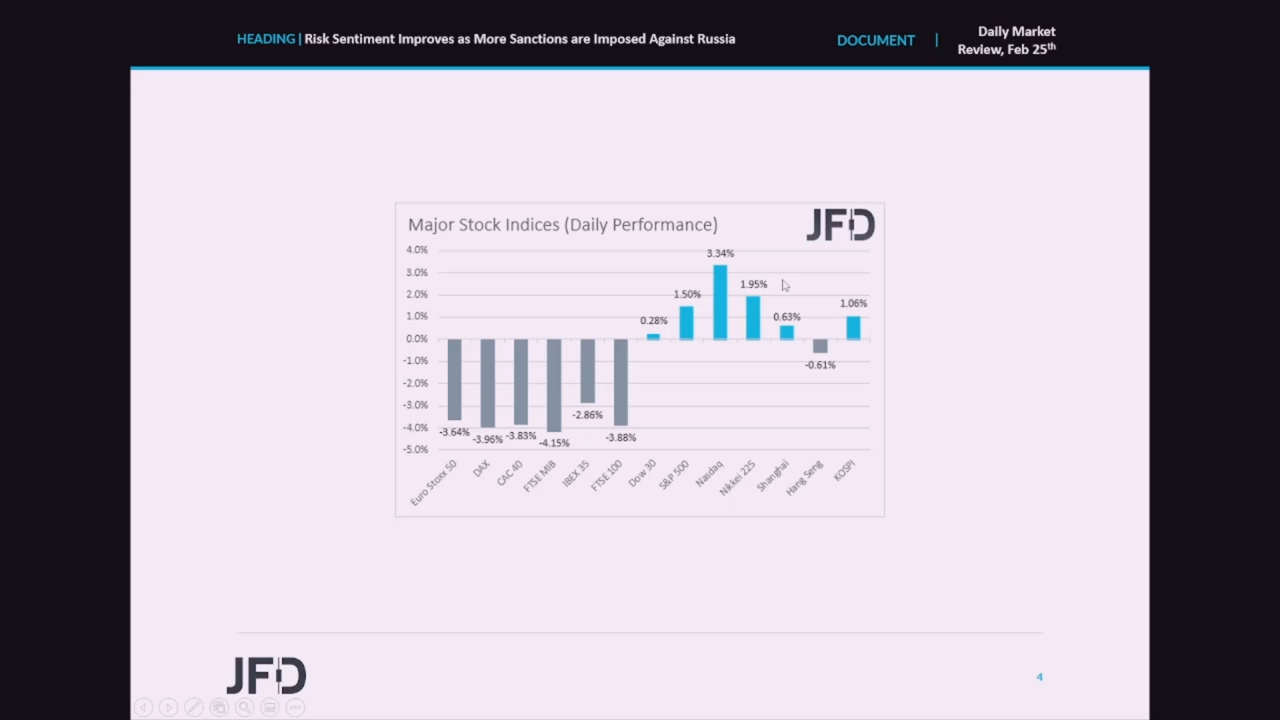 HEADING | Risk Sentiment Improves as More Sanctions are Imposed Against Russia
DOCUMENT |
Daily Market
Review, Feb 25th
Major Stock Indices (Daily Performance)
JFD
4.0%
3.0%
2.0%
1.0%
0.0%
-1.0%
-2.0%
-3.0%
-4.0%
-5.0%
-3.64%
-3.96%
-3.83%
-4.15%
-2.86%
-3.88%
0.28%
1.50%
3.34%
1.95%
0.63%
-0.61%
1.06%
Euro Stoxx 50
DAX
CAC 40
FTSE MIB
IBEX 35
FTSE 100
Dow 30
S&P 500
Nasdaq
Nikkei 225
Shanghai
Hang Seng
KOSPI
JFD
4